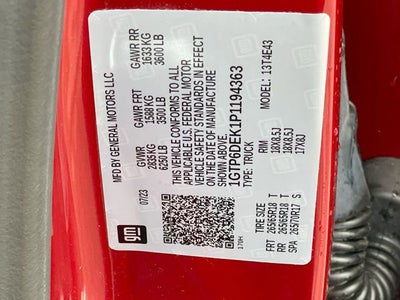 MFD BY GENERAL MOTORS LLC
07/23
GVWR
2835 KG
6250 LB
GAWR FRT
1588 KG
3500 LB
GAWR RR
1633 KG
3600 LB
THIS VEHICLE CONFORMS TO ALL
APPLICABLE U.S. FEDERAL MOTOR
VEHICLE SAFETY STANDARDS IN EFFECT
ON THE DATE OF MANUFACTURE
1GTP6DEK1P1194363
TYPE: TRUCK
MODEL: 13T4E43
gm
170H
TIRE SIZE
RIM
FRT 265/65R18 T 18X8.5J
RR 265/65R18 T 18X8.5J
SPA 265/70R17 S 17X8J